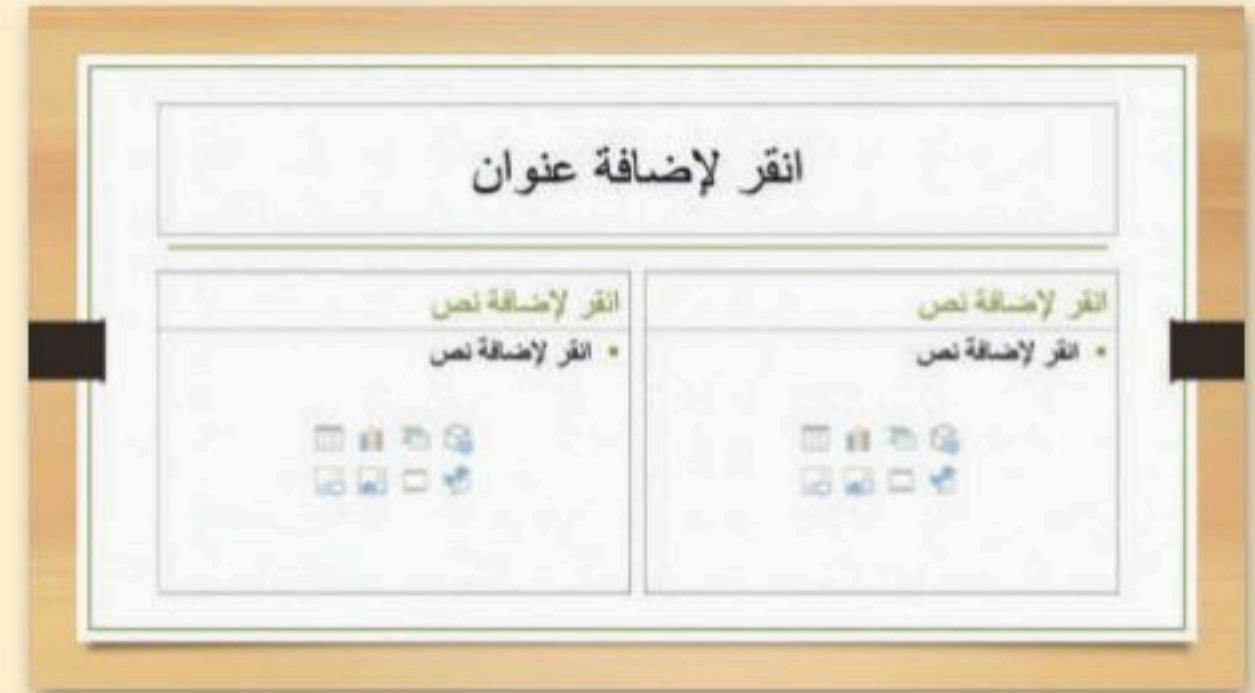 انقر لإضافة عنوان
انقر لإضافة نص
• انقر لإضافة نص
انقر لإضافة نص
• انقر لإضافة نص